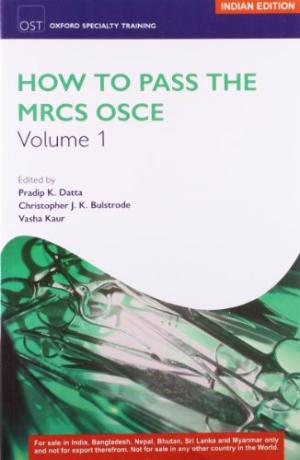 INDIAN EDITION
OST OXFORD SPECIALTY TRAINING
HOW TO PASS THE
MRCS OSCE
Volume 1
Edited by
Pradip K. Datta
Christopher J. K. Bulstrode
Vasha Kaur
For sale in India, Bangladesh, Nepal, Bhutan, Sri Lanka and Myanmar only
and not for export therefrom. Not for sale in any other country in the World.